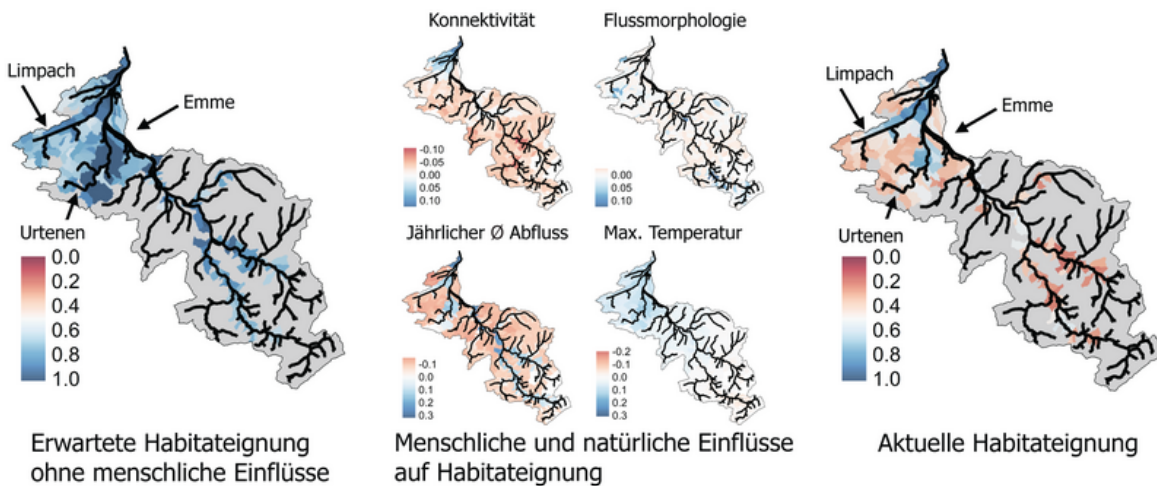 Limpach
Emme
Urtenen
0.0
0.2
0.4
0.6
0.8
1.0
Erwartete Habitateignung
ohne menschliche Einflüsse
Konnektivität
-0.10
0.05
0.00
0.05
0.10
Flussmorphologie
0.00
0.05
0.10
Jährlicher Ø Abfluss
-0.1
0.0
0.1
0.2
0.3
Max. Temperatur
-0.2
-0.1
0.0
0.1
0.2
0.3
Menschliche und natürliche Einflüsse
auf Habitateignung
Limpach
Emme
Urtenen
0.0
0.2
0.4
0.6
0.8
1.0
Aktuelle Habitateignung